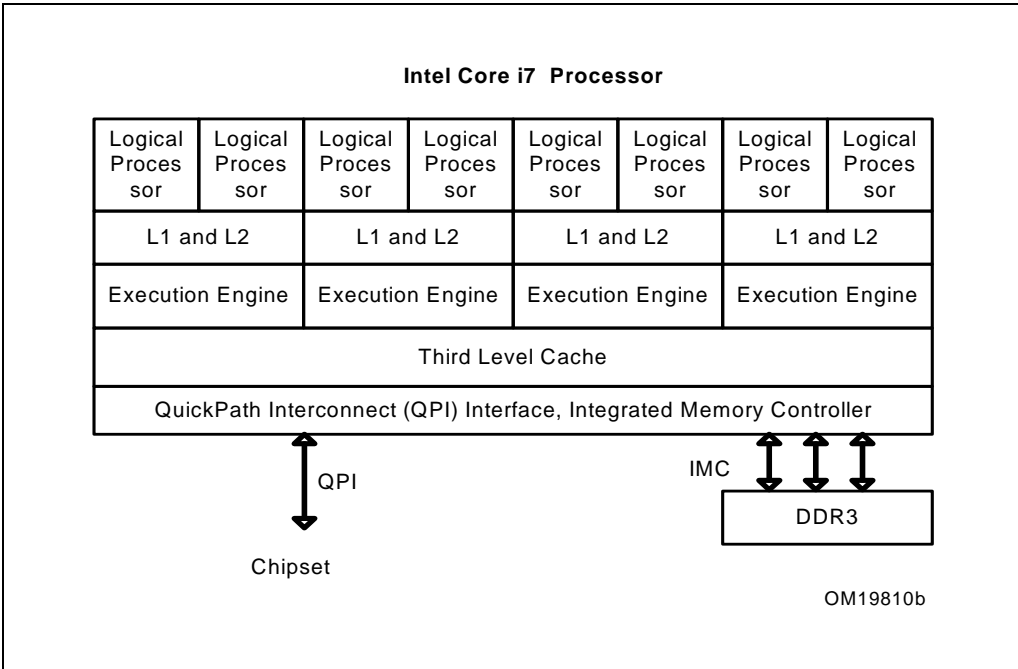 Intel Core i7 Processor
Logical Logical Logical Logical Logical Logical Logical Logical
Proces Proces Proces Proces Proces Proces Proces Proces
sor sor sor sor sor sor sor sor
L1 and L2 L1 and L2 L1 and L2 L1 and L2
Execution Engine Execution Engine Execution Engine Execution Engine
Third Level Cache
QuickPath Interconnect (QPI) Interface, Integrated Memory Controller
QPI IMC
DDR3
Chipset
OM19810b